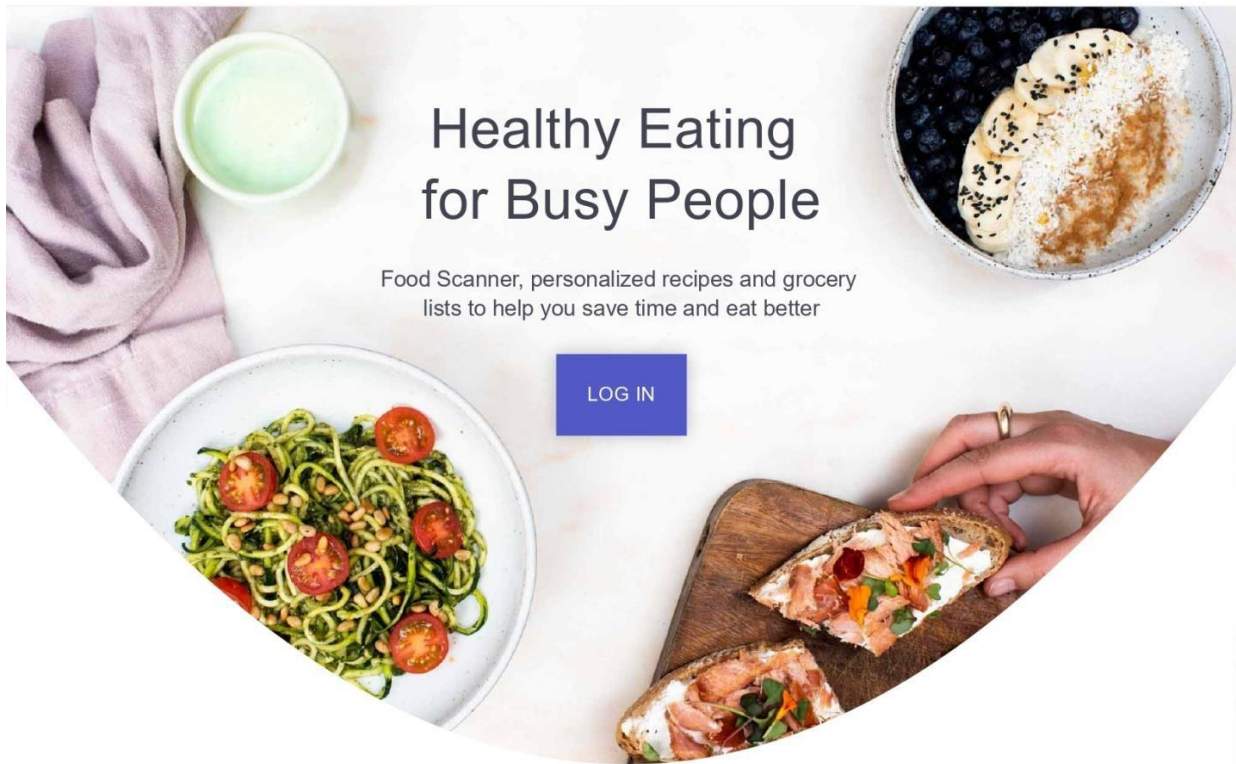 Healthy Eating
for Busy People
Food Scanner, personalized recipes and grocery
lists to help you save time and eat better
LOG IN